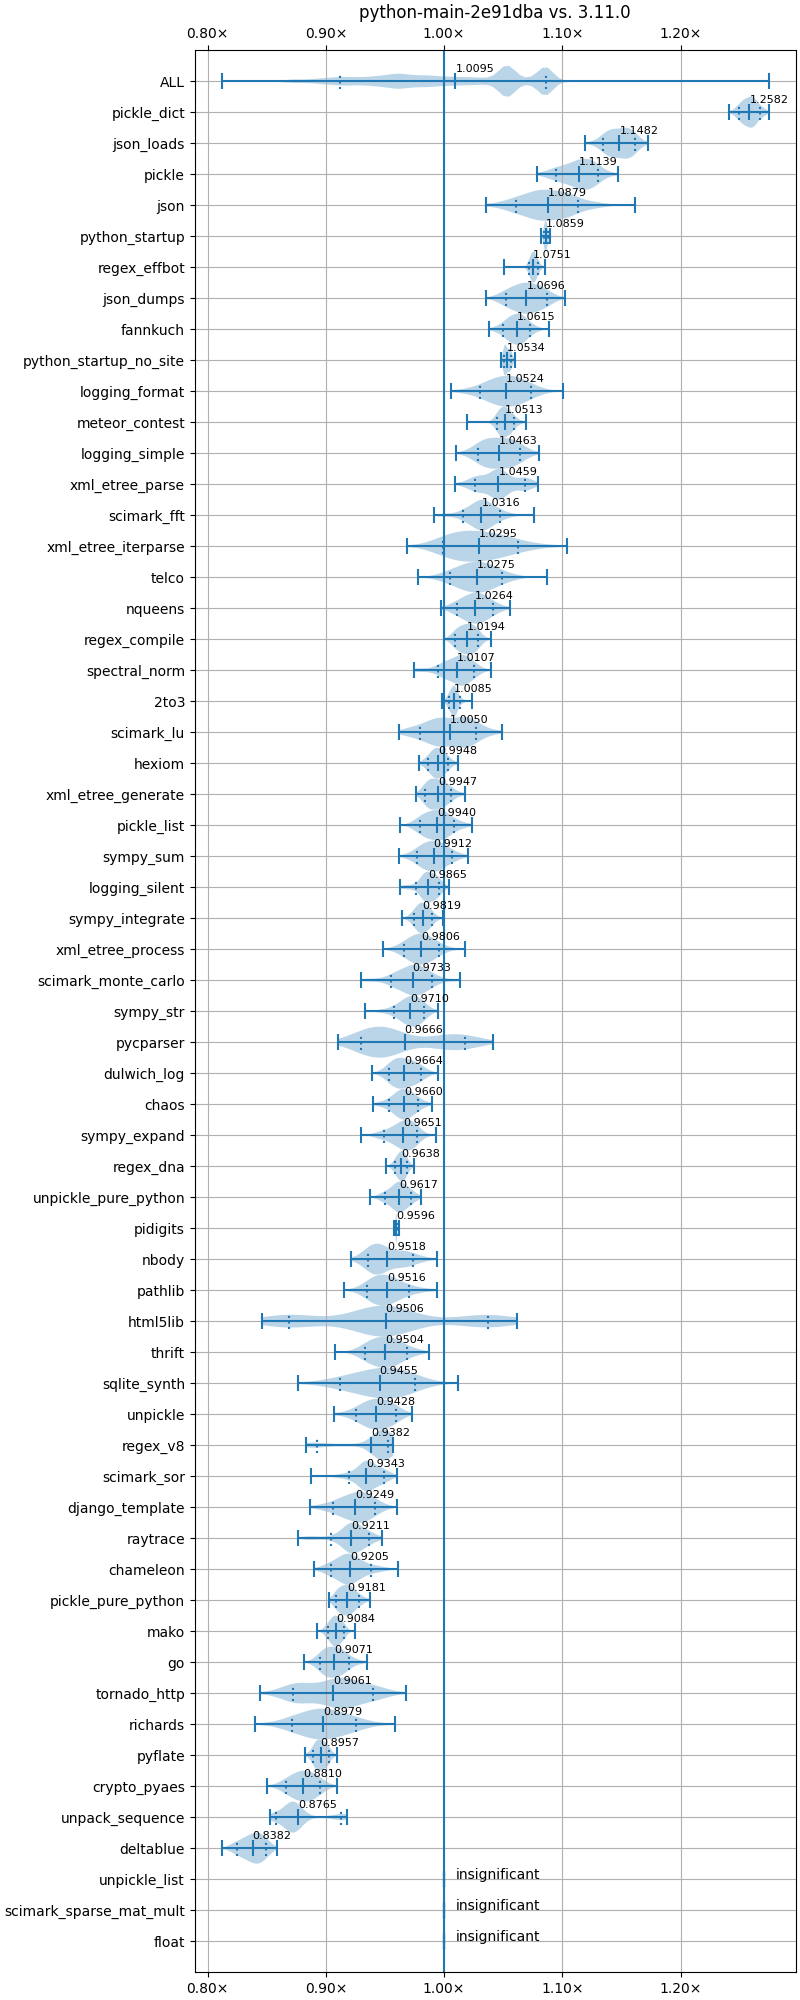 python-main-2e91dba vs. 3.11.0
0.80× 0.90× 1.00× 1.10× 1.20×
ALL 1.0095
pickle_dict 1.2582
json_loads 1.1482
pickle 1.1139
json 1.0879
python_startup 1.0859
regex_effbot 1.0751
json_dumps 1.0696
fannkuch 1.0615
python_startup_no_site 1.0534
logging_format 1.0524
meteor_contest 1.0513
logging_simple 1.0463
xml_etree_parse 1.0459
scimark_fft 1.0316
xml_etree_iterparse 1.0295
telco 1.0275
nqueens 1.0264
regex_compile 1.0194
spectral_norm 1.0107
2to3 1.0085
scimark_lu 1.0050
hexiom 0.9948
xml_etree_generate 0.9947
pickle_list 0.9940
sympy_sum 0.9912
logging_silent 0.9865
sympy_integrate 0.9819
xml_etree_process 0.9806
scimark_monte_carlo 0.9733
sympy_str 0.9710
pycparser 0.9666
dulwich_log 0.9664
chaos 0.9660
sympy_expand 0.9651
regex_dna 0.9638
unpickle_pure_python 0.9617
pidigits 0.9596
nbody 0.9518
pathlib 0.9516
html5lib 0.9506
thrift 0.9504
sqlite_synth 0.9455
unpickle 0.9428
regex_v8 0.9382
scimark_sor 0.9343
django_template 0.9249
raytrace 0.9211
chameleon 0.9205
pickle_pure_python 0.9181
mako 0.9084
go 0.9071
tornado_http 0.9061
richards 0.8979
pyflate 0.8957
crypto_pyaes 0.8810
unpack_sequence 0.8765
deltablue 0.8382
unpickle_list insignificant
scimark_sparse_mat_mult insignificant
float insignificant
0.80× 0.90× 1.00× 1.10× 1.20×